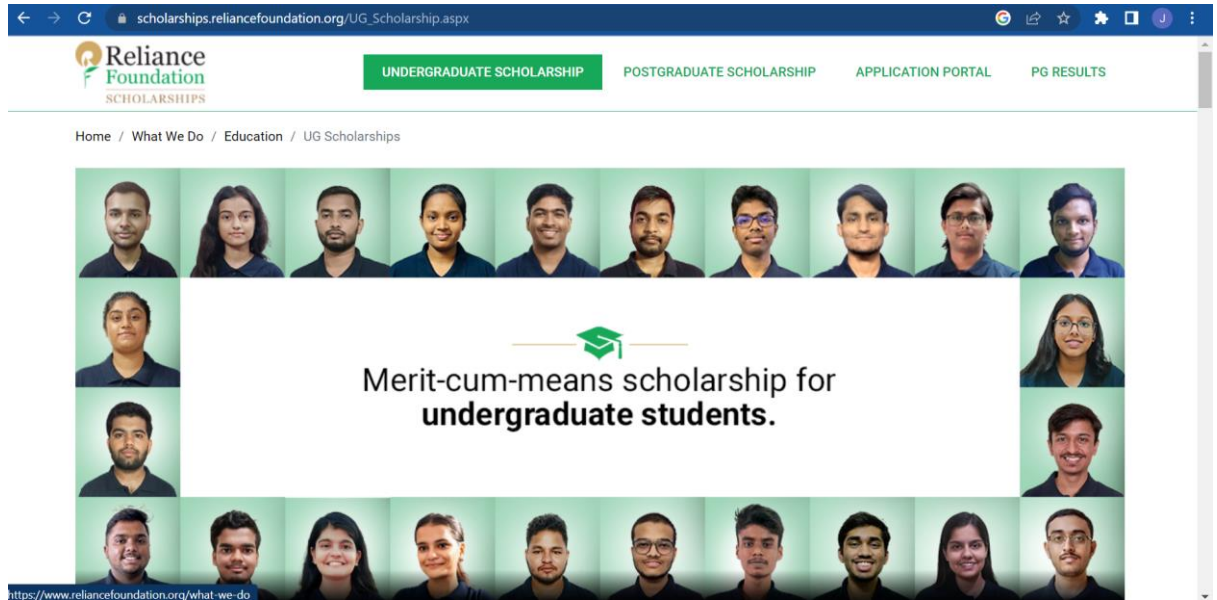 scholarships.reliancefoundation.org/UG_Scholarship.aspx
J
Reliance
Foundation
SCHOLARSHIPS
UNDERGRADUATE SCHOLARSHIP POSTGRADUATE SCHOLARSHIP APPLICATION PORTAL PG RESULTS
Home / What We Do / Education / UG Scholarships
Merit-cum-means scholarship for
undergraduate students.
https://www.reliancefoundation.org/what-we-do